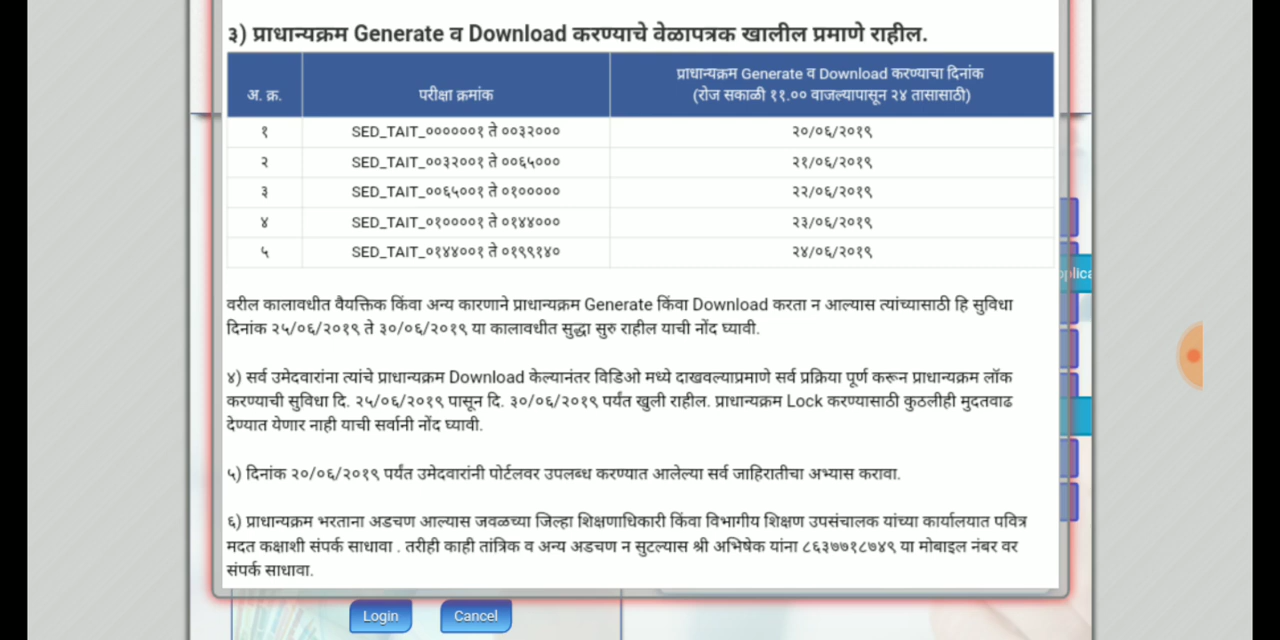 ३) प्राधान्यक्रम Generate व Download करण्याचे वेळापत्रक खालील प्रमाणे राहील.
अ. क्र. परीक्षा क्रमांक प्राधान्यक्रम Generate व Download करण्याचा दिनांक (रोज सकाळी ११.०० वाजल्यापासून २४ तासासाठी)
१ SED_TAIT_०००००१ ते ००३२००० २०/०६/२०१९
२ SED_TAIT_००३२००१ ते ००६५००० २१/०६/२०१९
३ SED_TAIT_००६५००१ ते ०१००००० २२/०६/२०१९
४ SED_TAIT_०१००००१ ते ०१४४००० २३/०६/२०१९
५ SED_TAIT_०१४४००१ ते ०१९९१४० २४/०६/२०१९
वरील कालावधीत वैयक्तिक किंवा अन्य कारणाने प्राधान्यक्रम Generate किंवा Download करता न आल्यास त्यांच्यासाठी हि सुविधा
दिनांक २५/०६/२०१९ ते ३०/०६/२०१९ या कालावधीत सुद्धा सुरु राहील याची नोंद घ्यावी.
४) सर्व उमेदवारांना त्यांचे प्राधान्यक्रम Download केल्यानंतर विडिओ मध्ये दाखवल्याप्रमाणे सर्व प्रक्रिया पूर्ण करून प्राधान्यक्रम लॉक
करण्याची सुविधा दि. २५/०६/२०१९ पासून दि. ३०/०६/२०१९ पर्यंत खुली राहील. प्राधान्यक्रम Lock करण्यासाठी कुठलीही मुदतवाढ
देण्यात येणार नाही याची सर्वानी नोंद घ्यावी.
५) दिनांक २०/०६/२०१९ पर्यंत उमेदवारांनी पोर्टलवर उपलब्ध करण्यात आलेल्या सर्व जाहिरातीचा अभ्यास करावा.
६) प्राधान्यक्रम भरताना अडचण आल्यास जवळच्या जिल्हा शिक्षणाधिकारी किंवा विभागीय शिक्षण उपसंचालक यांच्या कार्यालयात पवित्र
मदत कक्षाशी संपर्क साधावा . तरीही काही तांत्रिक व अन्य अडचण न सुटल्यास श्री अभिषेक यांना ८६३७७१८७४९ या मोबाइल नंबर वर
संपर्क साधावा.
Login Cancel